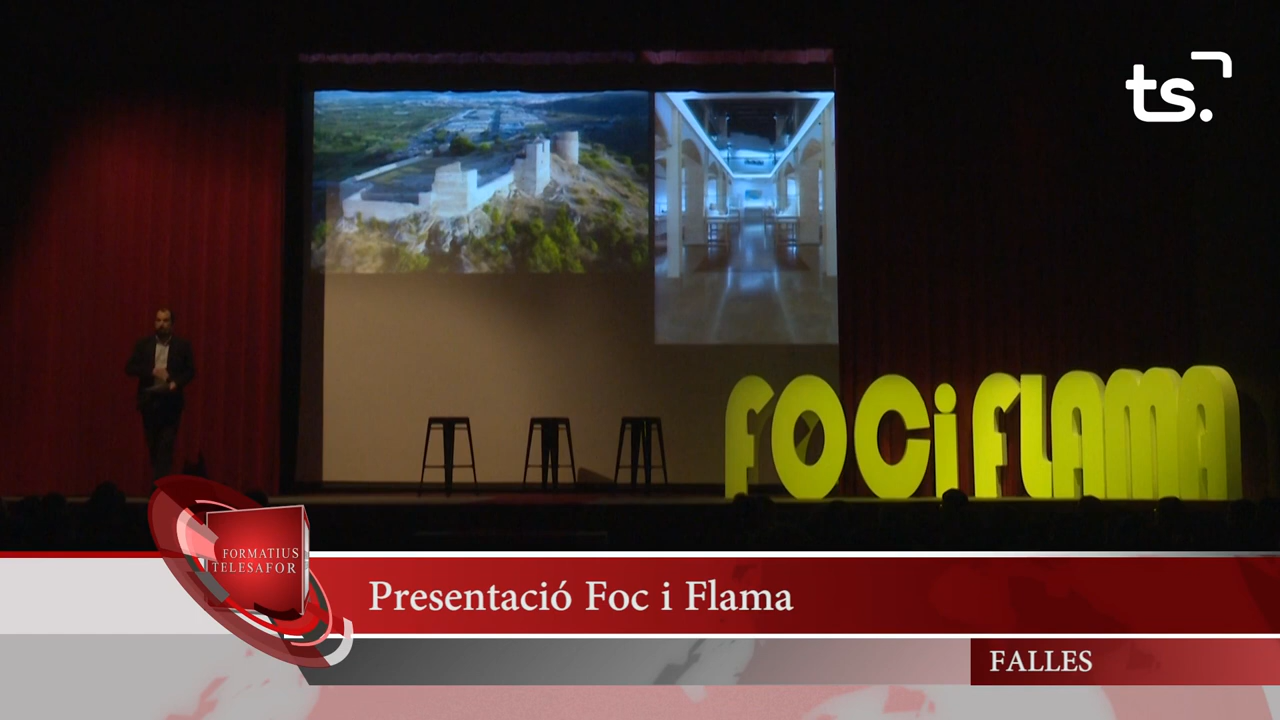 ts.
FOC i FLAMA
FORMATIUS
TELESAFOR
Presentació Foc i Flama
FALLES